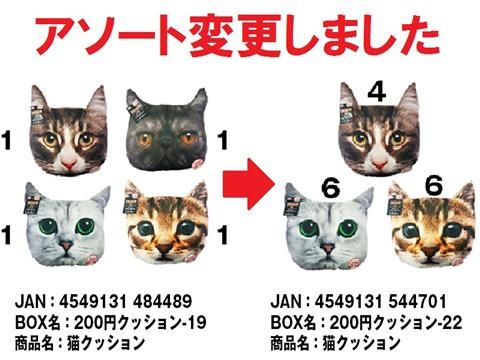 アソート変更しました
1
1
1
1
4
6
6
JAN：4549131 484489
BOX名：200円クッション-19
商品名：猫クッション
JAN：4549131 544701
BOX名：200円クッション-22
商品名：猫クッション